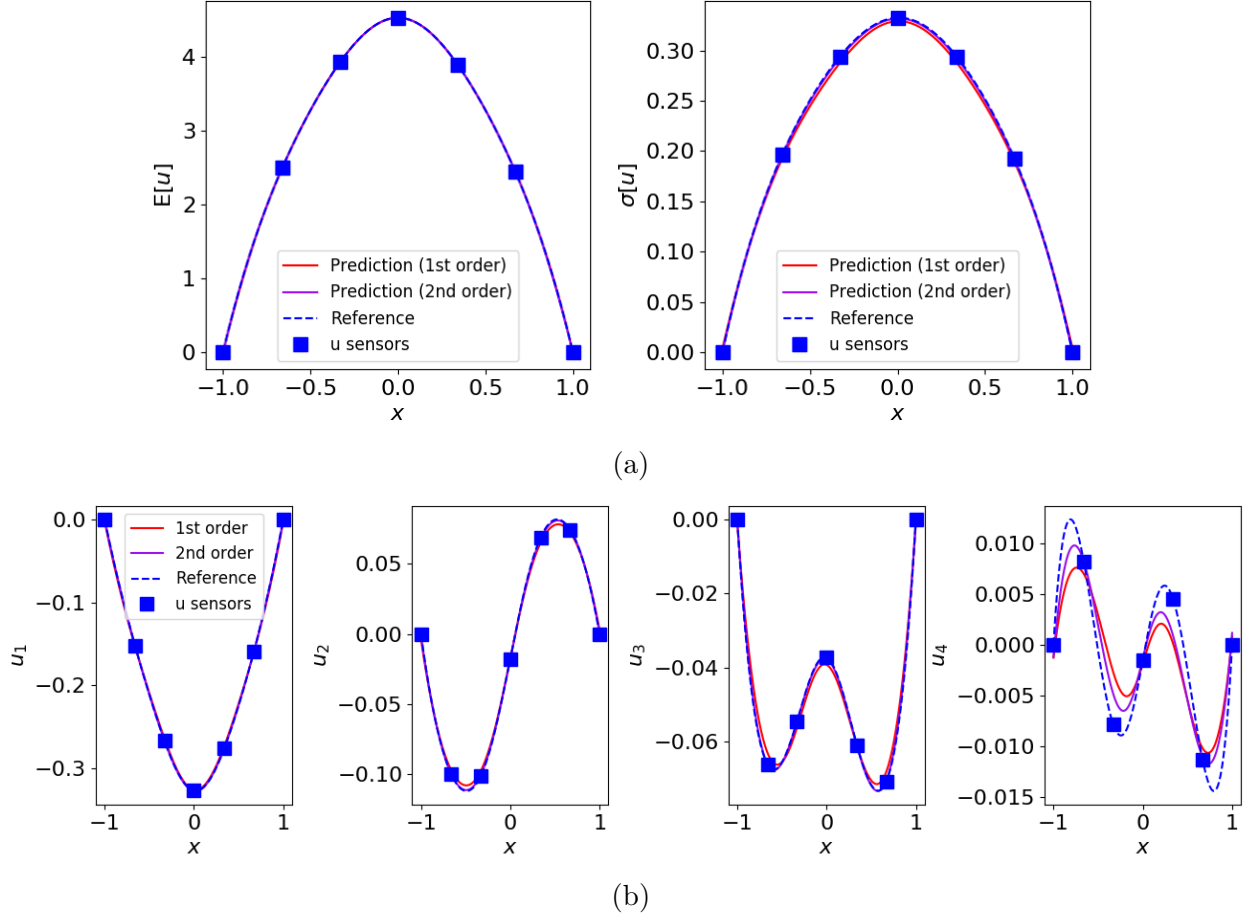 E[u]
4
3
2
1
0
−1.0 −0.5 0.0 0.5 1.0
x
Prediction (1st order)
Prediction (2nd order)
Reference
u sensors
σ[u]
0.30
0.25
0.20
0.15
0.10
0.05
0.00
−1.0 −0.5 0.0 0.5 1.0
x
Prediction (1st order)
Prediction (2nd order)
Reference
u sensors
(a)
u₁
0.0
−0.1
−0.2
−0.3
−1 0 1
x
1st order
2nd order
Reference
u sensors
u₂
0.05
0.00
−0.05
−0.10
−1 0 1
x
u₃
0.00
−0.02
−0.04
−0.06
−1 0 1
x
u₄
0.010
0.005
0.000
−0.005
−0.010
−0.015
−1 0 1
x
(b)